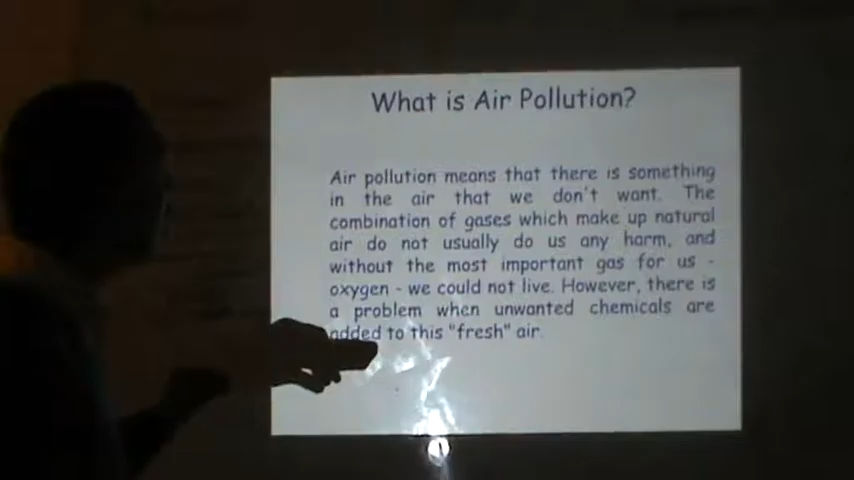 What is Air Pollution?
Air pollution means that there is something
in the air that we don't want. The
combination of gases which make up natural
air do not usually do us any harm, and
without the most important gas for us -
oxygen - we could not live. However, there is
a problem when unwanted chemicals are
added to this "fresh" air.